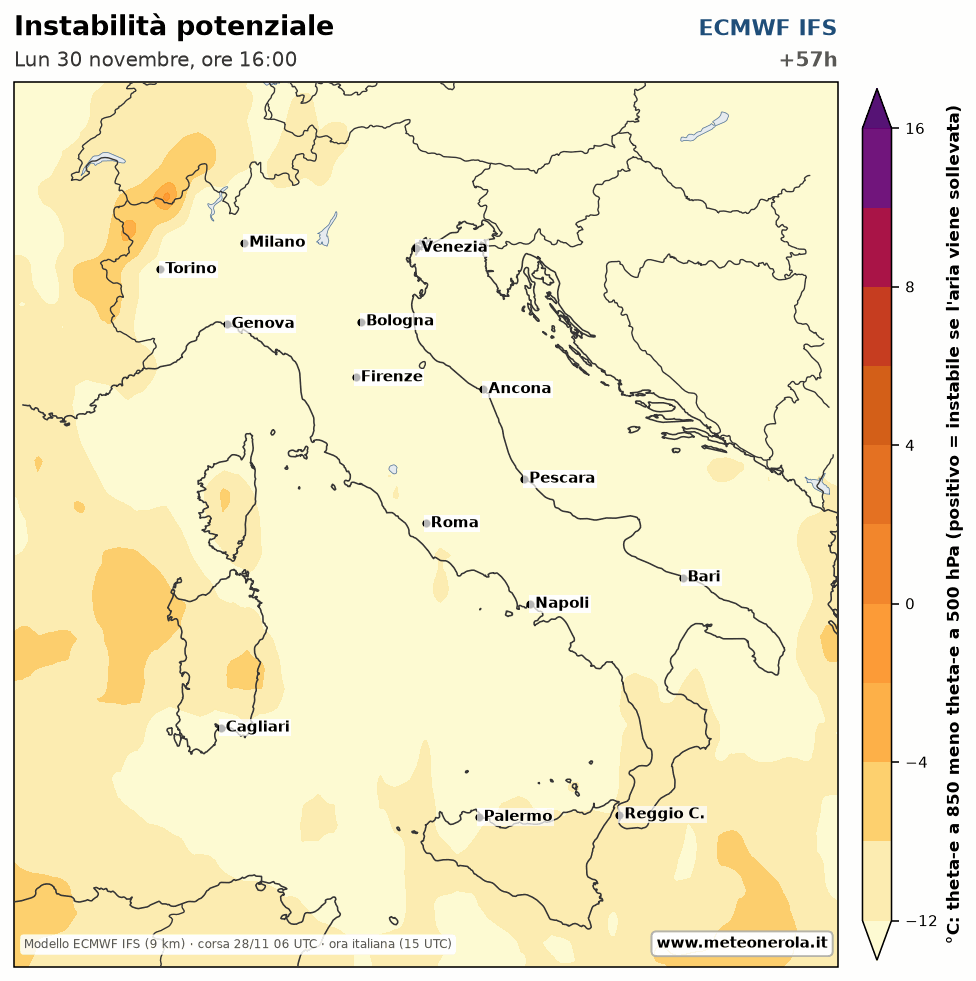 Instabilità potenziale
ECMWF IFS
Lun 30 novembre, ore 16:00
+57h
Milano
Venezia
Torino
Genova
Bologna
Firenze
Ancona
Pescara
Roma
Bari
Napoli
Cagliari
Palermo
Reggio C.
16
8
4
0
−4
−12
°C: theta-e a 850 meno theta-e a 500 hPa (positivo = instabile se l'aria viene sollevata)
Modello ECMWF IFS (9 km) · corsa 28/11 06 UTC · ora italiana (15 UTC)
www.meteonerola.it